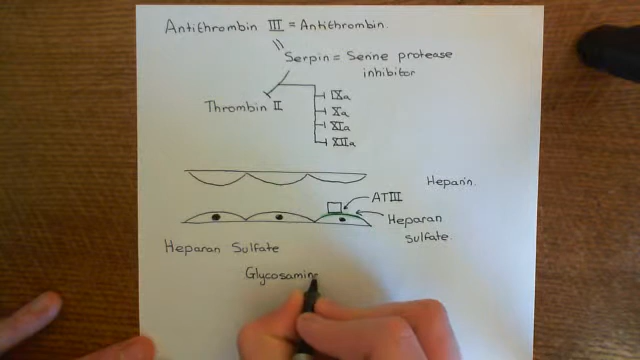 Antithrombin III = Antithrombin.
=
Serpin = Serine protease
inhibitor
Thrombin II
IXa
Xa
XIa
XIIa
Heparin.
ATIII
Heparan
sulfate.
Heparan Sulfate
Glycosamin